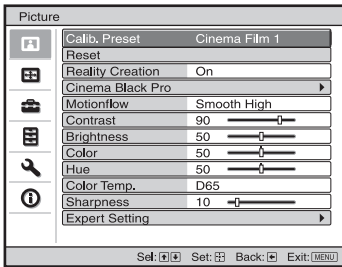 Picture
Calib. Preset Cinema Film 1
Reset
Reality Creation On
Cinema Black Pro
Motionflow Smooth High
Contrast 90
Brightness 50
Color 50
Hue 50
Color Temp. D65
Sharpness 10
Expert Setting
Sel: Set: Back: Exit: MENU